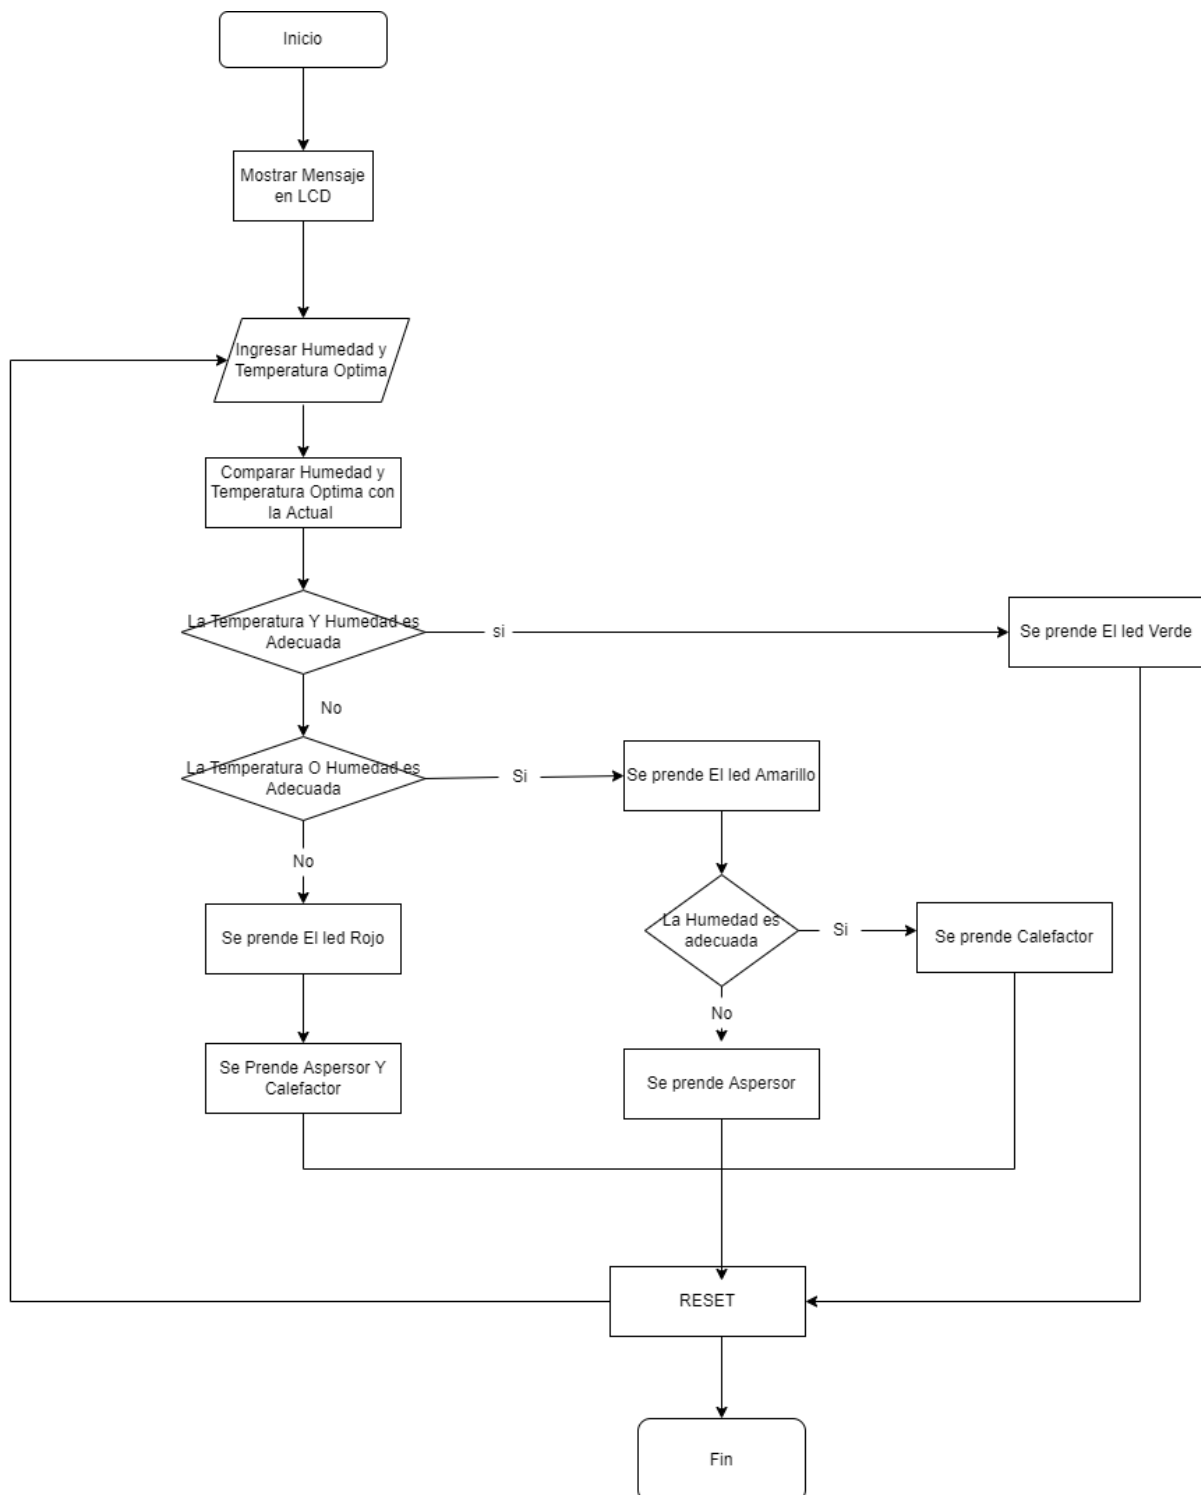 Inicio
Mostrar Mensaje
en LCD
Ingresar Humedad y
Temperatura Optima
Comparar Humedad y
Temperatura Optima con
la Actual
La Temperatura Y Humedad es
Adecuada
si
Se prende El led Verde
No
La Temperatura O Humedad es
Adecuada
Si
Se prende El led Amarillo
No
La Humedad es
adecuada
Si
Se prende Calefactor
Se prende El led Rojo
No
Se Prende Aspersor Y
Calefactor
Se prende Aspersor
RESET
Fin